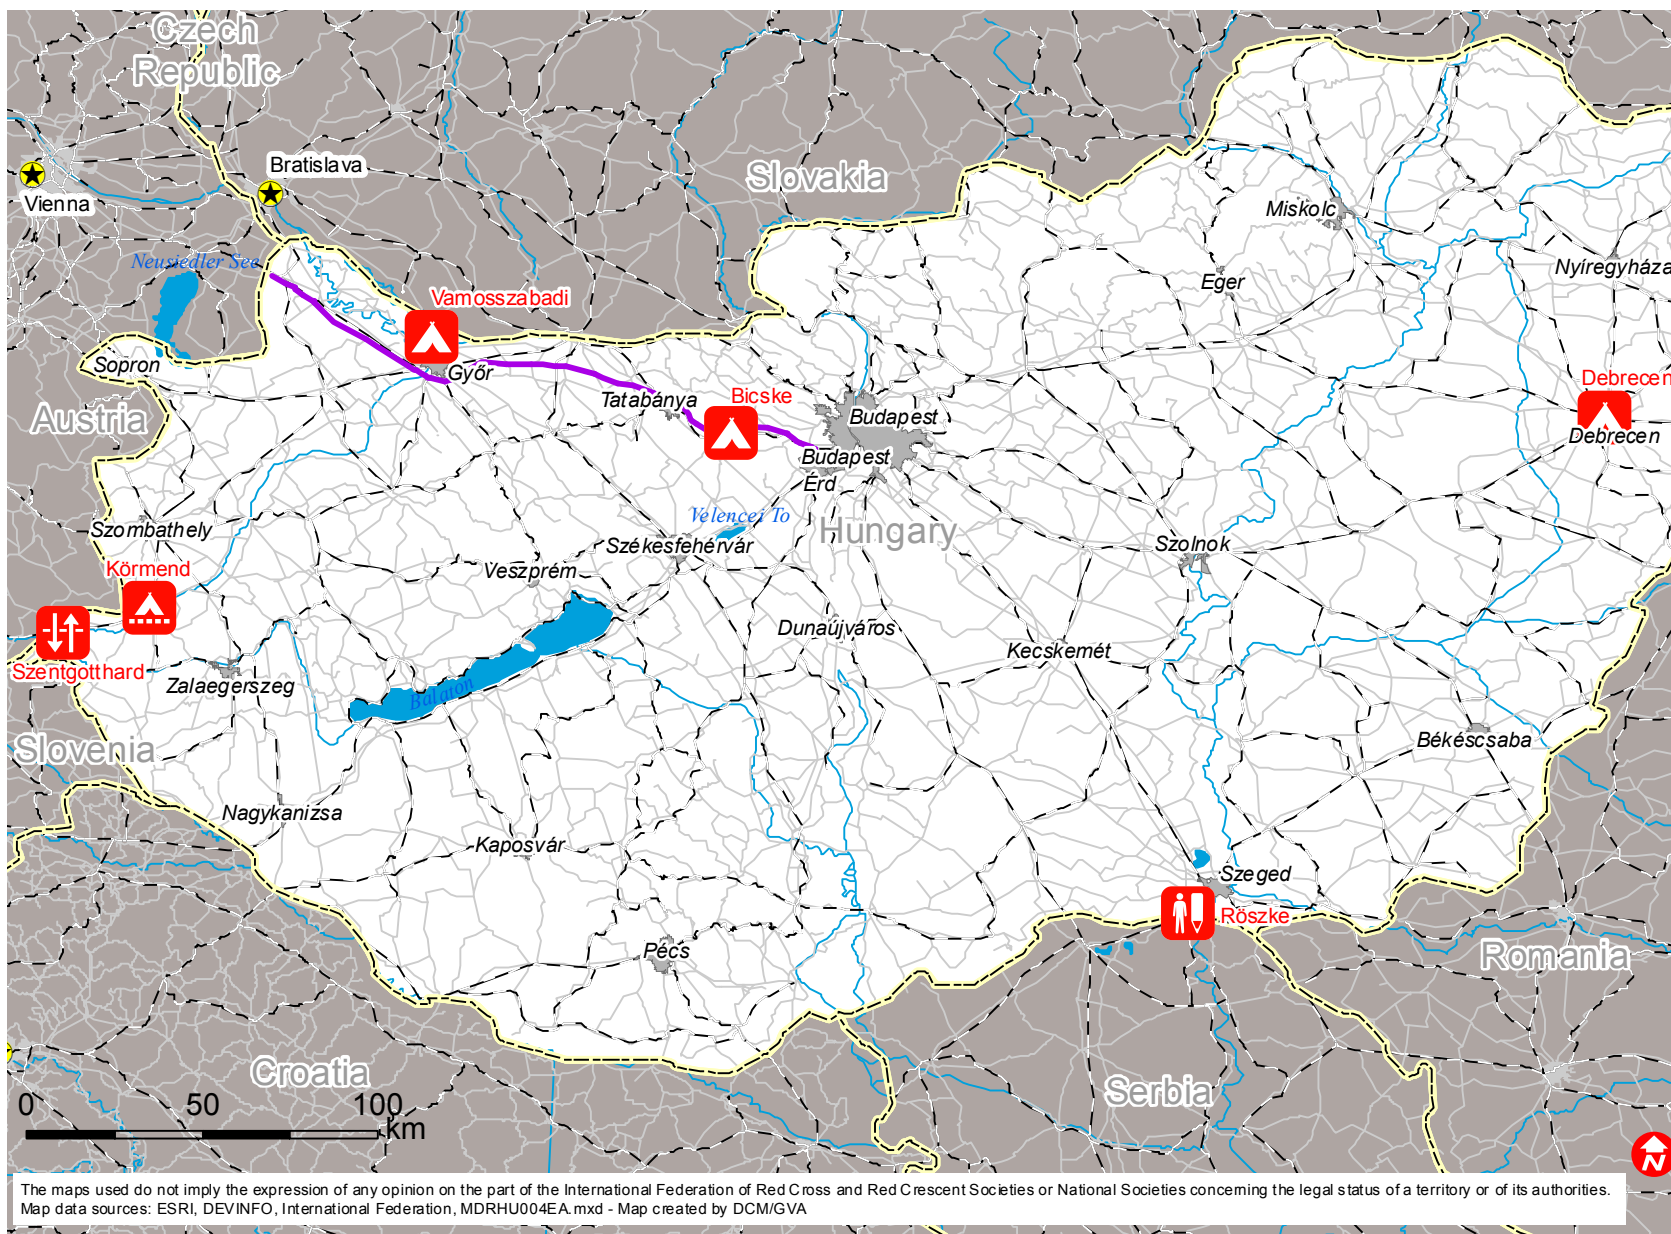 Czech
Republic
Bratislava
Slovakia
Vienna
Miskolc
Neusiedler See
Nyíregyháza
Eger
Vamosszabadi
Sopron
Győr
Debrecen
Tatabánya
Bicske
Austria
Budapest
Debrecen
Budapest
Érd
Velencei To
Szombathely
Hungary
Székesfehérvár
Szolnok
Körmend
Veszprém
Dunaújváros
Kecskemét
Szentgotthard
Zalaegerszeg
Balaton
Slovenia
Békéscsaba
Nagykanizsa
Kaposvár
Szeged
Röszke
Pécs
Romania
Croatia
Serbia
0 50 100
km
N
The maps used do not imply the expression of any opinion on the part of the International Federation of Red Cross and Red Crescent Societies or National Societies concerning the legal status of a territory or of its authorities.
Map data sources: ESRI, DEVINFO, International Federation, MDRHU004EA.mxd - Map created by DCM/GVA